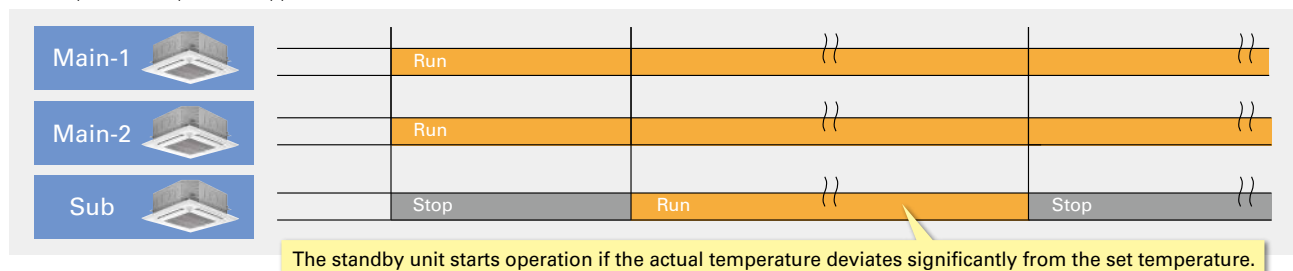 Main-1
Run
Main-2
Run
Sub
Stop
Run
Stop
The standby unit starts operation if the actual temperature deviates significantly from the set temperature.